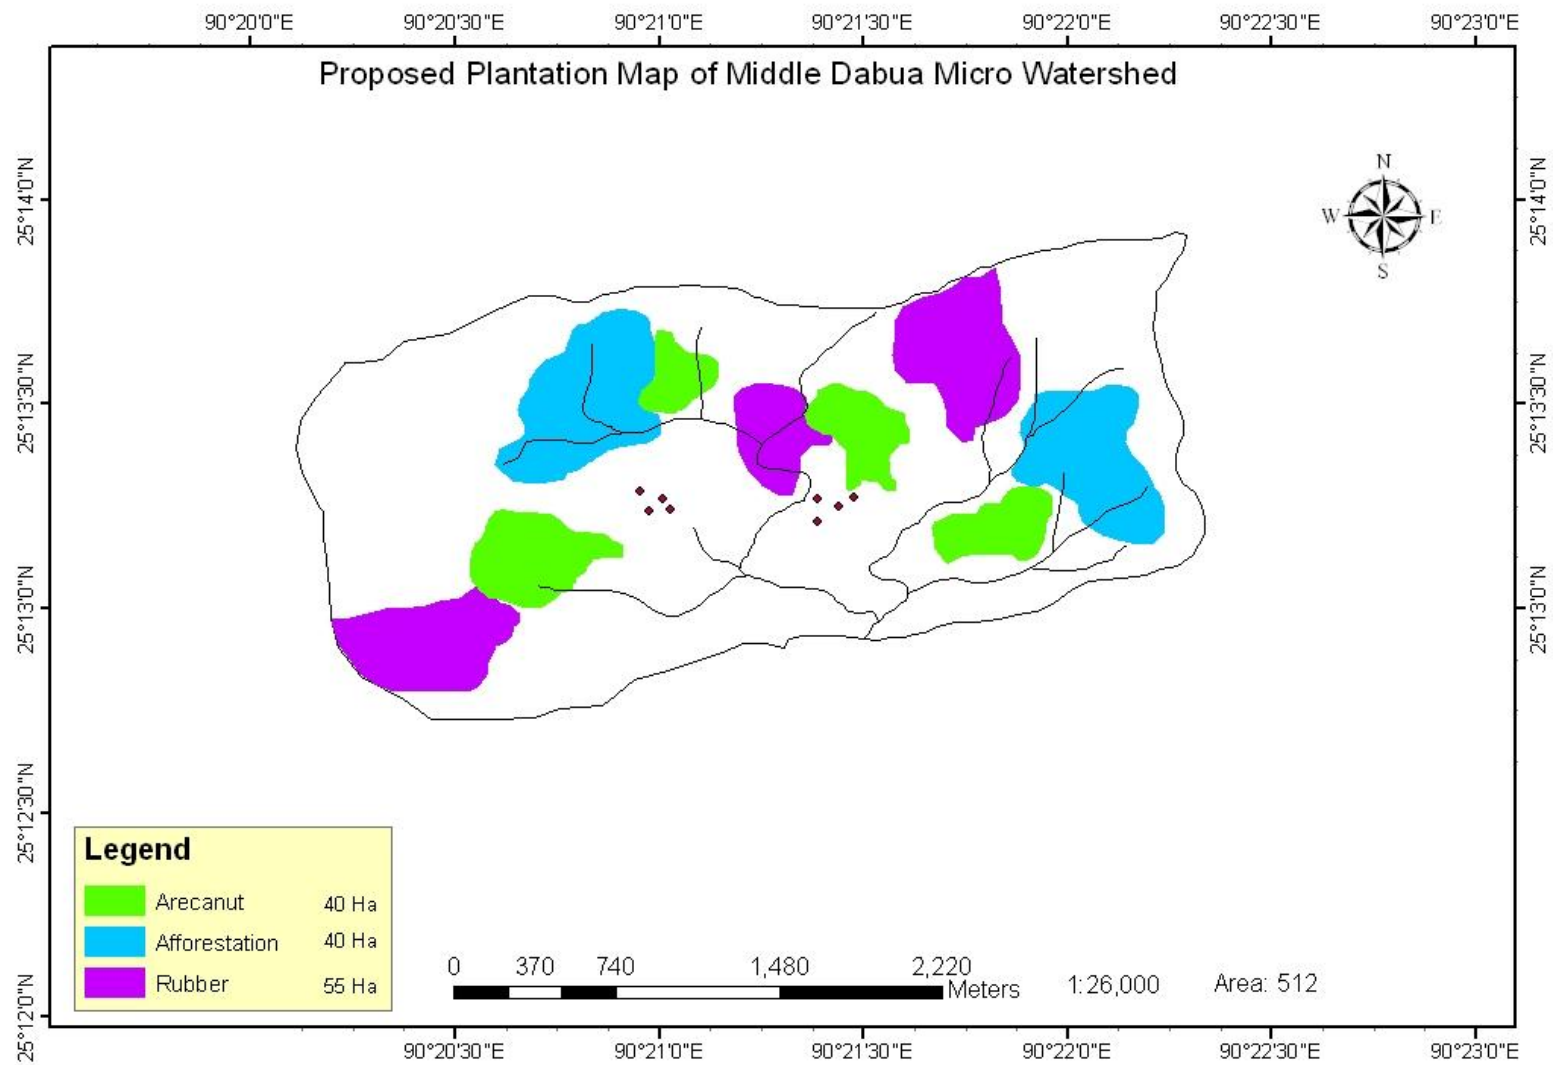 90°20'0"E 90°20'30"E 90°21'0"E 90°21'30"E 90°22'0"E 90°22'30"E 90°23'0"E
Proposed Plantation Map of Middle Dabua Micro Watershed
N
W E
S
25°14'0"N 25°14'0"N
25°13'30"N 25°13'30"N
25°13'0"N 25°13'0"N
25°12'30"N
25°12'0"N
Legend
Arecanut 40 Ha
Afforestation 40 Ha
Rubber 55 Ha
0 370 740 1,480 2,220
Meters
1:26,000
Area: 512
90°20'30"E 90°21'0"E 90°21'30"E 90°22'0"E 90°22'30"E 90°23'0"E